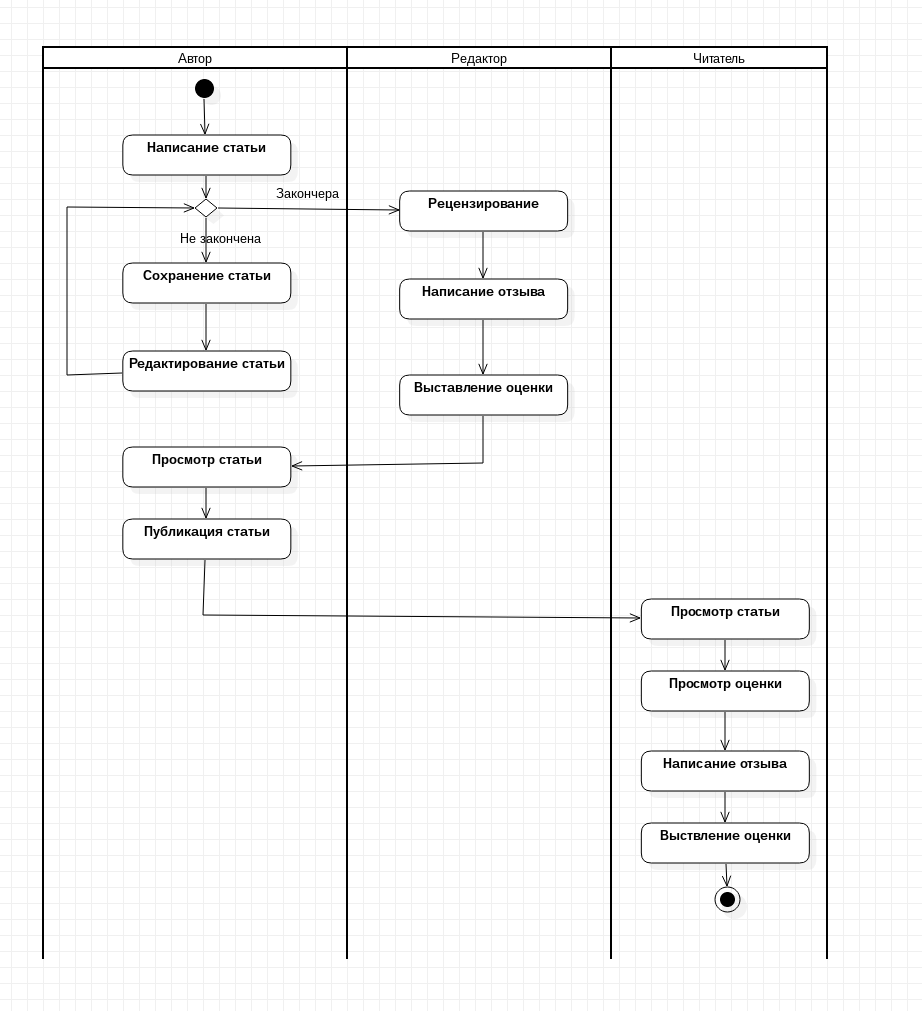 Автор
Редактор
Читатель
Написание статьи
Закончера
Рецензирование
Не закончена
Сохранение статьи
Написание отзыва
Редактирование статьи
Выставление оценки
Просмотр статьи
Публикация статьи
Просмотр статьи
Просмотр оценки
Написание отзыва
Выствление оценки